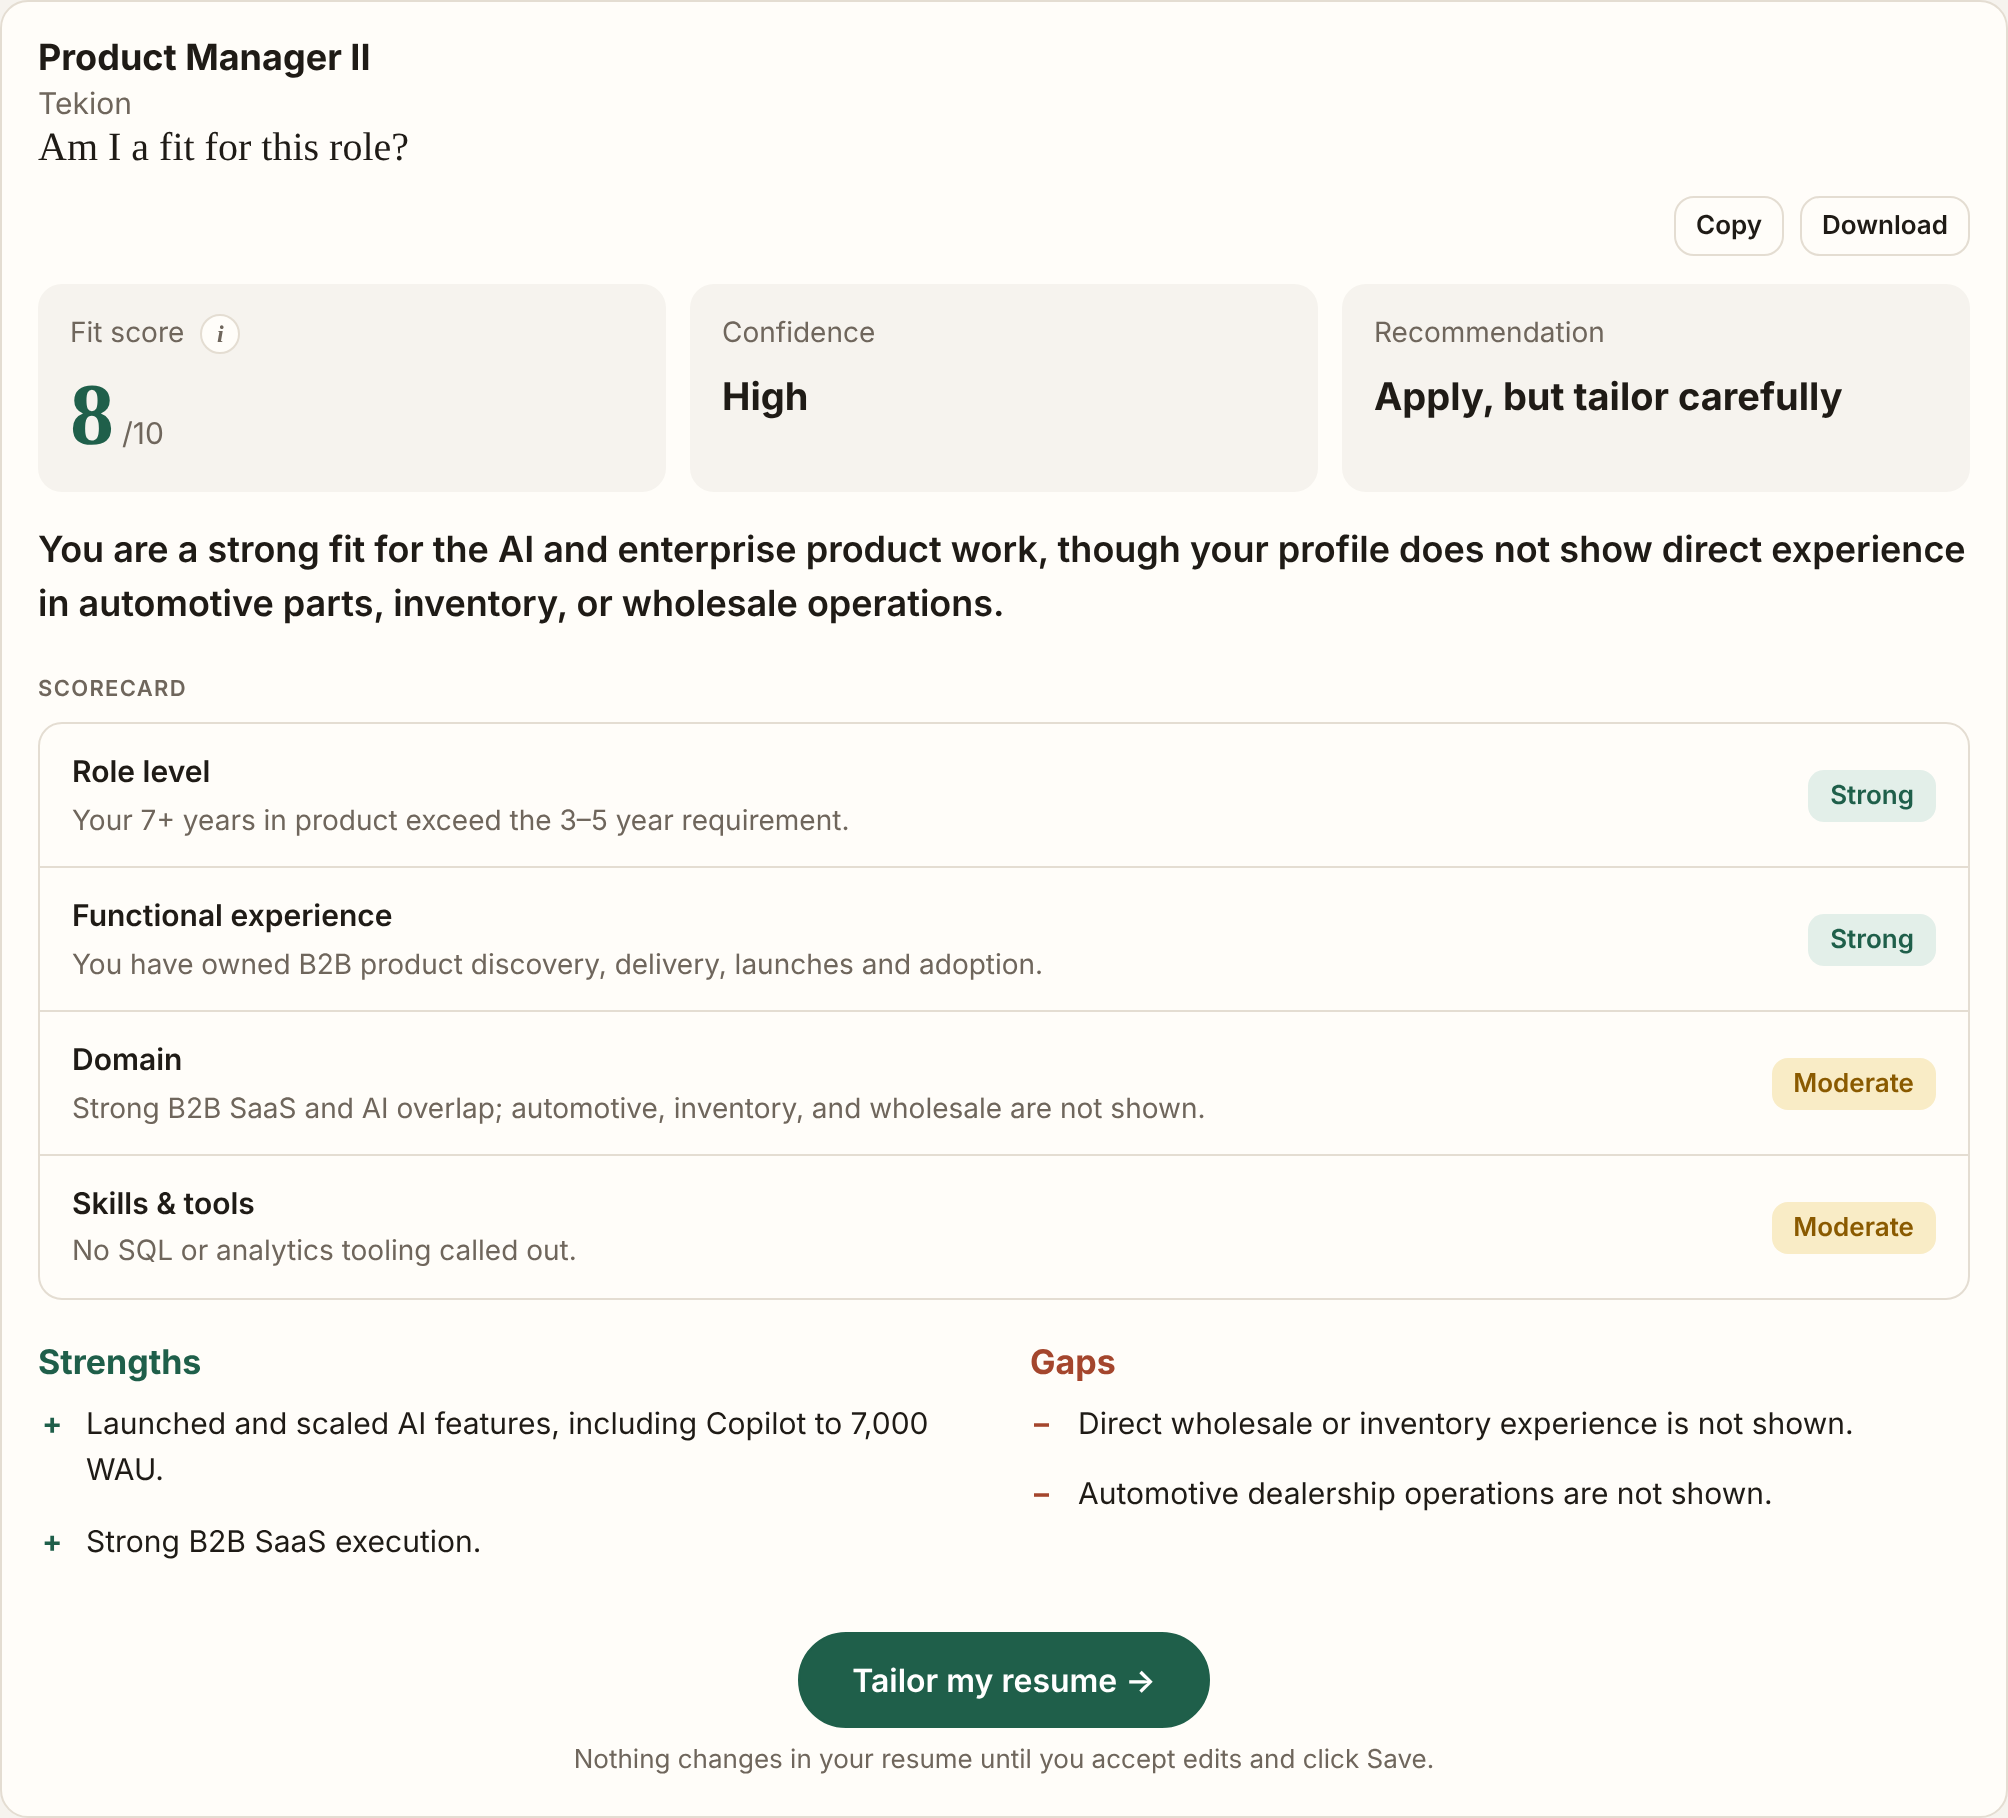 Product Manager II
Tekion
Am I a fit for this role?
Copy
Download
Fit score i
8 /10
Confidence
High
Recommendation
Apply, but tailor carefully
You are a strong fit for the AI and enterprise product work, though your profile does not show direct experience
in automotive parts, inventory, or wholesale operations.
SCORECARD
Role level
Your 7+ years in product exceed the 3–5 year requirement.
Strong
Functional experience
You have owned B2B product discovery, delivery, launches and adoption.
Strong
Domain
Strong B2B SaaS and AI overlap; automotive, inventory, and wholesale are not shown.
Moderate
Skills & tools
No SQL or analytics tooling called out.
Moderate
Strengths
+ Launched and scaled AI features, including Copilot to 7,000
WAU.
+ Strong B2B SaaS execution.
Gaps
– Direct wholesale or inventory experience is not shown.
– Automotive dealership operations are not shown.
Tailor my resume →
Nothing changes in your resume until you accept edits and click Save.